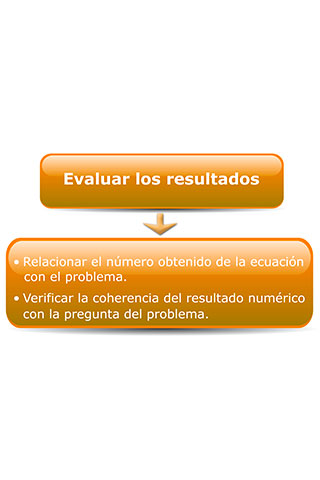 Evaluar los resultados
• Relacionar el número obtenido de la ecuación
con el problema.
• Verificar la coherencia del resultado numérico
con la pregunta del problema.